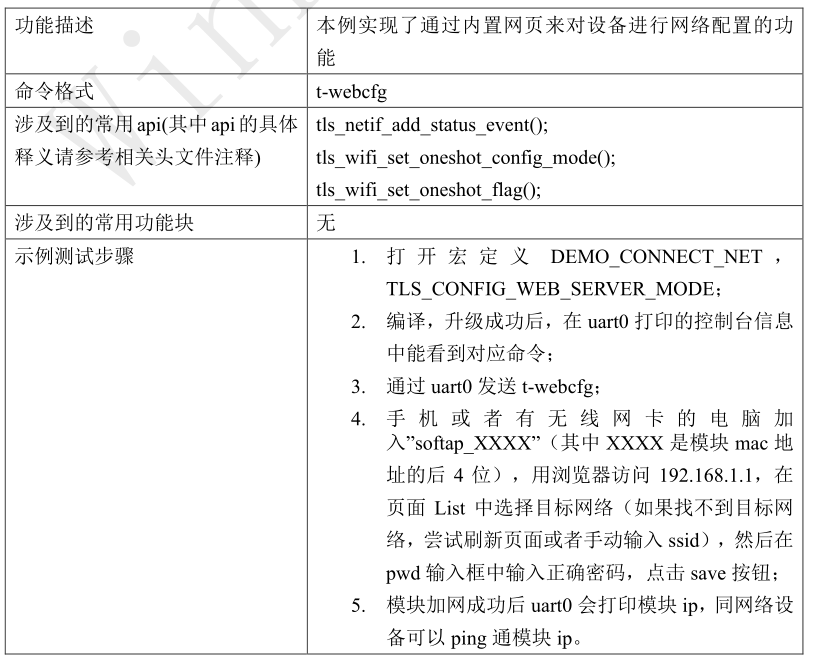 功能描述
本例实现了通过内置网页来对设备进行网络配置的功
能
命令格式
t-webcfg
涉及到的常用 api(其中 api 的具体
释义请参考相关头文件注释)
tls_netif_add_status_event();
tls_wifi_set_oneshot_config_mode();
tls_wifi_set_oneshot_flag();
涉及到的常用功能块
无
示例测试步骤
1. 打开宏定义 DEMO_CONNECT_NET，
TLS_CONFIG_WEB_SERVER_MODE；
2. 编译，升级成功后，在 uart0 打印的控制台信息
中能看到对应命令；
3. 通过 uart0 发送 t-webcfg；
4. 手机或者有无线网卡的电脑加
入”softap_XXXX”（其中 XXXX 是模块 mac 地
址的后 4 位），用浏览器访问 192.168.1.1，在
页面 List 中选择目标网络（如果找不到目标网
络，尝试刷新页面或者手动输入 ssid），然后在
pwd 输入框中输入正确密码，点击 save 按钮；
5. 模块加网成功后 uart0 会打印模块 ip，同网络设
备可以 ping 通模块 ip。